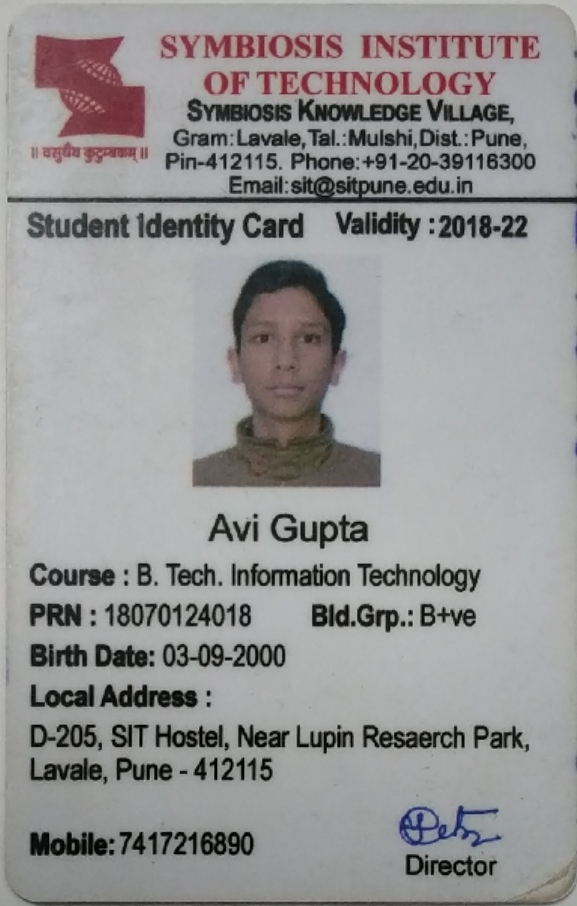 SYMBIOSIS INSTITUTE
OF TECHNOLOGY
SYMBIOSIS KNOWLEDGE VILLAGE,
Gram:Lavale,Tal.:Mulshi,Dist.:Pune,
Pin-412115. Phone:+91-20-39116300
Email:sit@sitpune.edu.in
॥ वसुधैव कुटुम्बकम् ॥
Student Identity Card Validity : 2018-22
Avi Gupta
Course : B. Tech. Information Technology
PRN : 18070124018 Bld.Grp.: B+ve
Birth Date: 03-09-2000
Local Address :
D-205, SIT Hostel, Near Lupin Resaerch Park,
Lavale, Pune - 412115
Mobile: 7417216890
Director